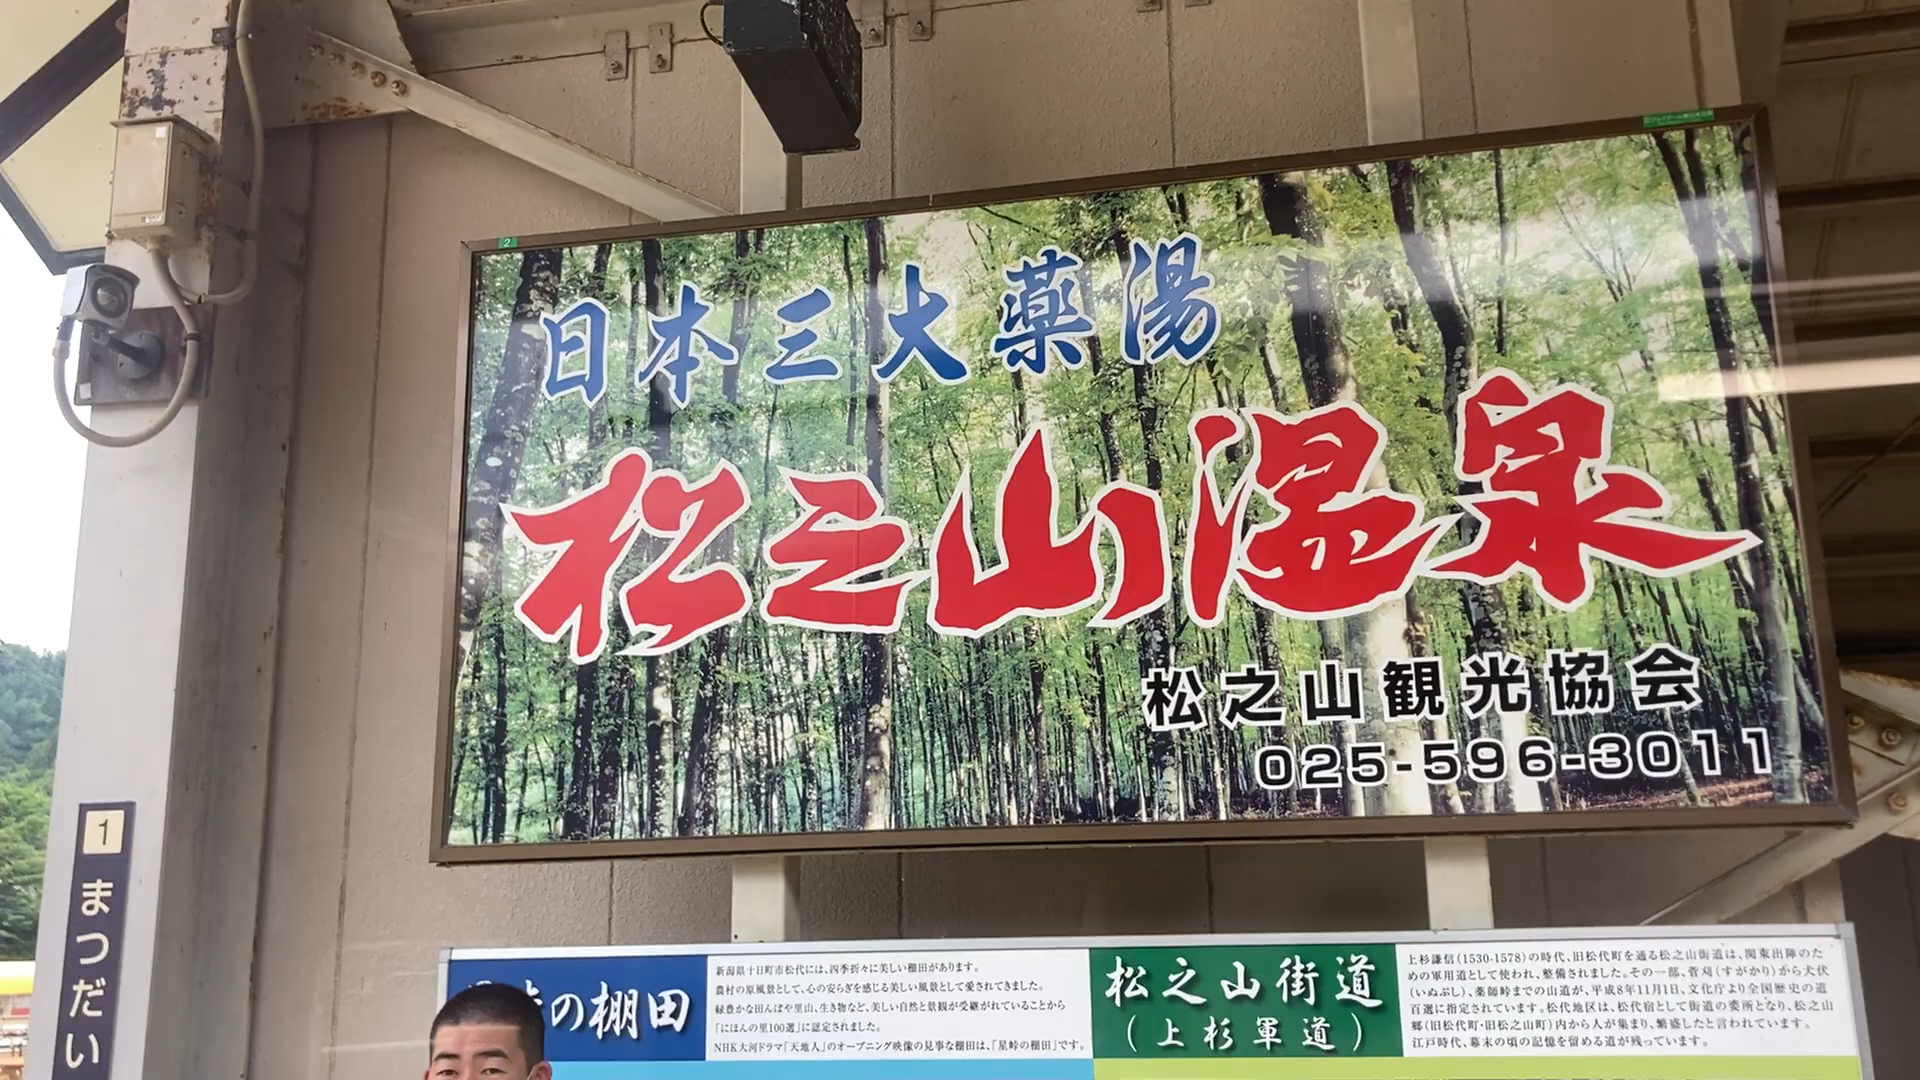 日本三大薬湯
松之山温泉
松之山観光協会
025-596-3011
2
1
まつだい
の棚田
新潟県十日町市松代には、四季折々に美しい棚田があります。
農村の原風景として、心の安らぎを感じる美しい風景として愛されてきました。
緑豊かな田んぼや里山、生き物など、美しい自然と景観が受継がれていることから
「にほんの里100選」に認定されました。
NHK大河ドラマ「天地人」のオープニング映像の見事な棚田は、「星峠の棚田」です。
松之山街道
(上杉軍道)
上杉謙信(1530-1578)の時代、旧松代町を通る松之山街道は、関東出陣のた
めの軍用道として使われ、整備されました。その一部、菅刈(すがかり)から犬伏
(いぬぶし)、薬師峠までの山道が、平成8年11月1日、文化庁より全国歴史の道
百選に指定されています。松代地区は、松代宿として街道の要所となり、松之山
郷(旧松代町・旧松之山町)内から人が集まり、繁盛したと言われています。
江戸時代、幕末の頃の記憶を留める道が残っています。